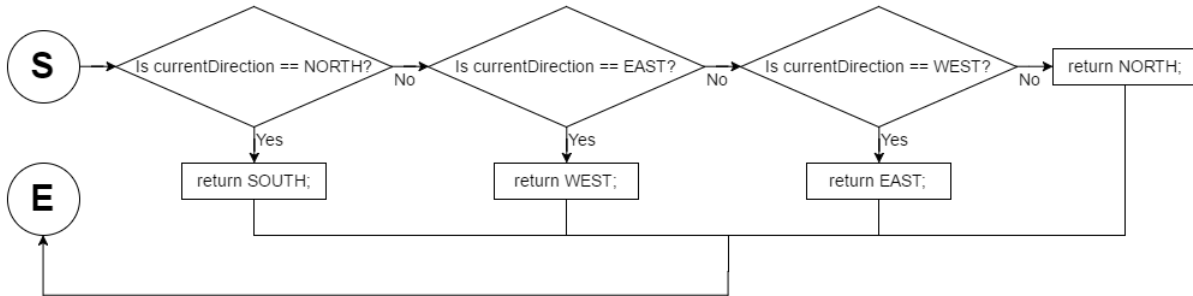 S
Is currentDirection == NORTH?
No
Is currentDirection == EAST?
No
Is currentDirection == WEST?
No
return NORTH;
Yes
Yes
Yes
return SOUTH;
return WEST;
return EAST;
E